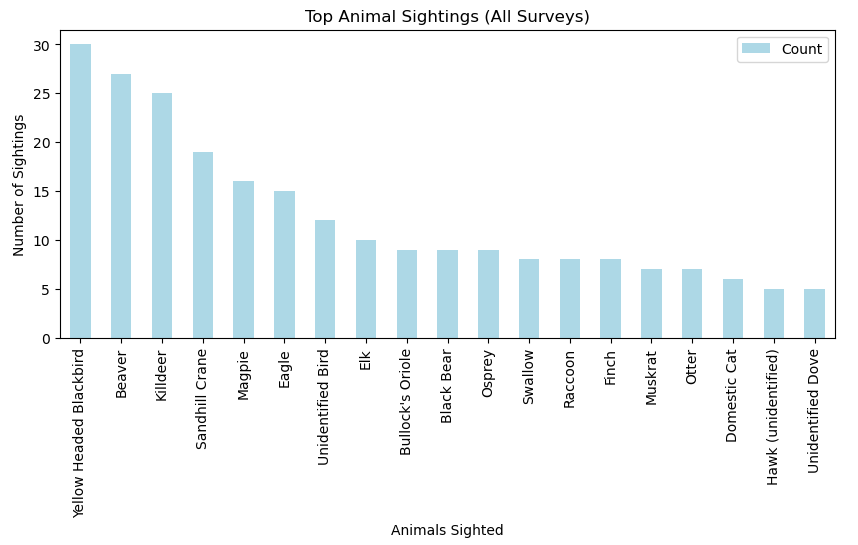 Top Animal Sightings (All Surveys)
Count
Number of Sightings
30
25
20
15
10
5
0
Yellow Headed Blackbird
Beaver
Killdeer
Sandhill Crane
Magpie
Eagle
Unidentified Bird
Elk
Bullock's Oriole
Black Bear
Osprey
Swallow
Raccoon
Finch
Muskrat
Otter
Domestic Cat
Hawk (unidentified)
Unidentified Dove
Animals Sighted